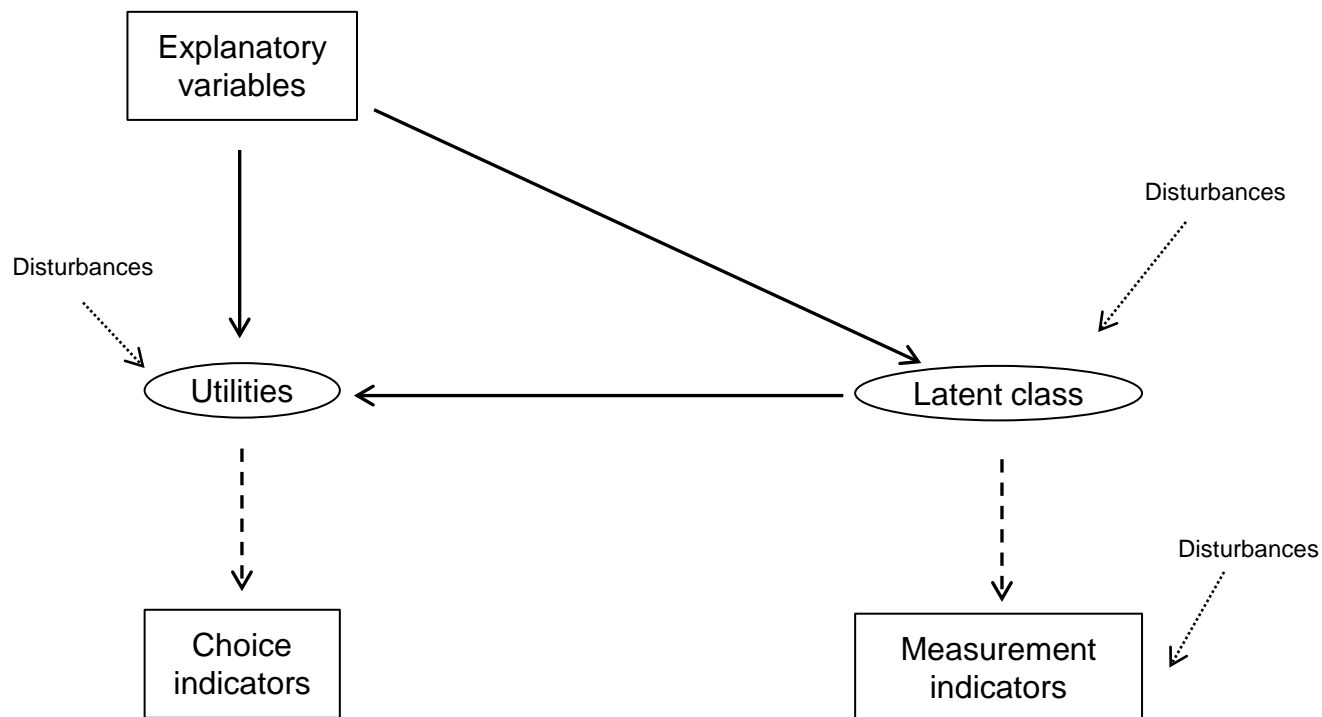 Explanatory
variables
Disturbances
Disturbances
Utilities
Latent class
Disturbances
Choice
indicators
Measurement
indicators